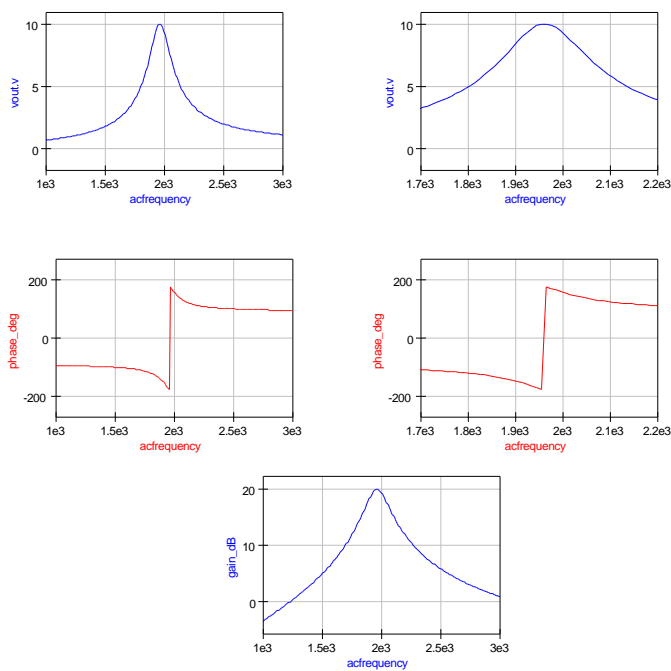 10
5
0
vout.v
1e3
1.5e3
2e3
2.5e3
3e3
acfrequency
10
5
0
vout.v
1.7e3
1.8e3
1.9e3
2e3
2.1e3
2.2e3
acfrequency
200
0
-200
phase_deg
1e3
1.5e3
2e3
2.5e3
3e3
acfrequency
200
0
-200
phase_deg
1.7e3
1.8e3
1.9e3
2e3
2.1e3
2.2e3
acfrequency
20
10
0
gain_dB
1e3
1.5e3
2e3
2.5e3
3e3
acfrequency